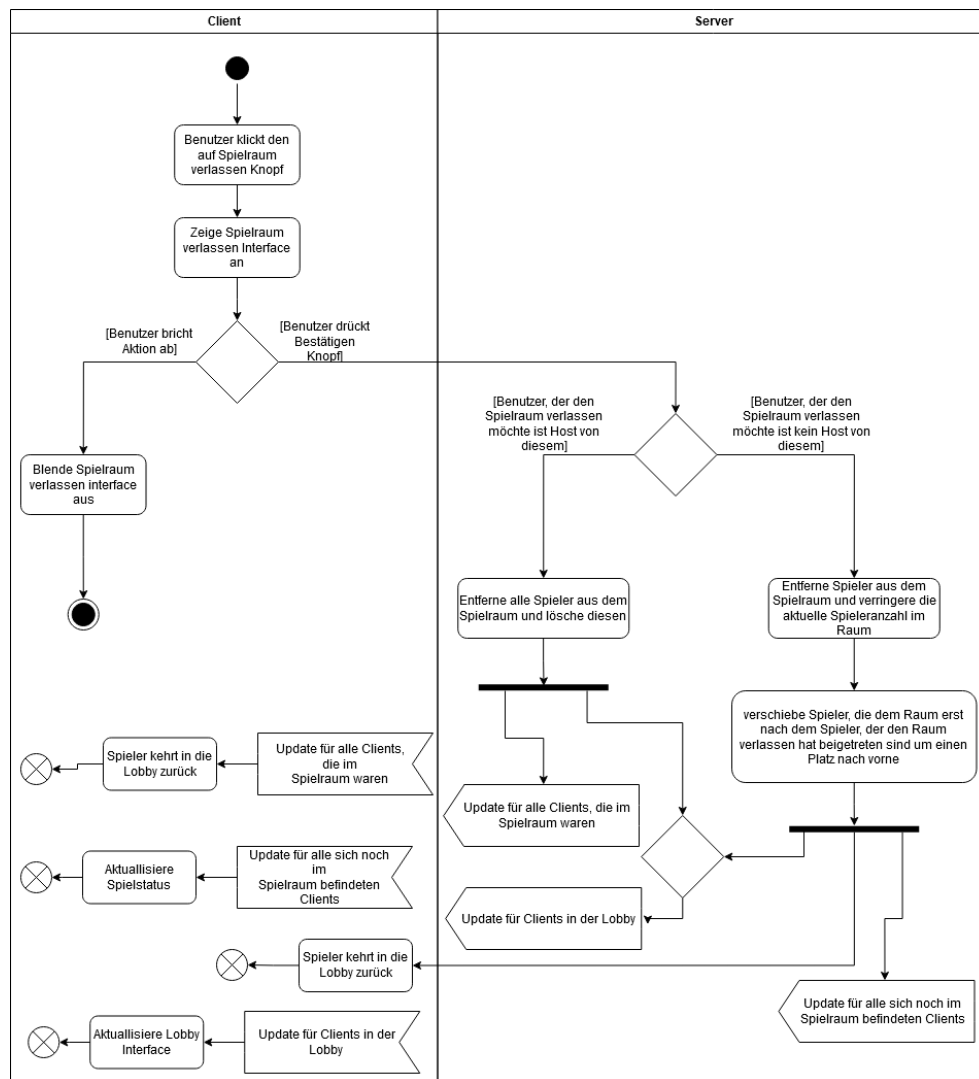 Client
Server
Benutzer klickt den
auf Spielraum
verlassen Knopf
Zeige Spielraum
verlassen Interface
an
[Benutzer bricht
Aktion ab]
[Benutzer drückt
Bestätigen
Knopf]
[Benutzer, der den
Spielraum verlassen
möchte ist Host von
diesem]
[Benutzer, der den
Spielraum verlassen
möchte ist kein Host von
diesem]
Blende Spielraum
verlassen interface
aus
Entferne alle Spieler aus dem
Spielraum und lösche diesen
Entferne Spieler aus dem
Spielraum und verringere die
aktuelle Spieleranzahl im
Raum
verschiebe Spieler, die dem Raum erst
nach dem Spieler, der den Raum
verlassen hat beigetreten sind um einen
Platz nach vorne
Spieler kehrt in die
Lobby zurück
Update für alle Clients,
die im
Spielraum waren
Update für alle Clients, die im
Spielraum waren
Aktuallisiere
Spielstatus
Update für alle sich noch
im
Spielraum befindeten
Clients
Update für Clients in der Lobby
Spieler kehrt in die
Lobby zurück
Update für alle sich noch im
Spielraum befindeten Clients
Aktuallisiere Lobby
Interface
Update für Clients in der
Lobby